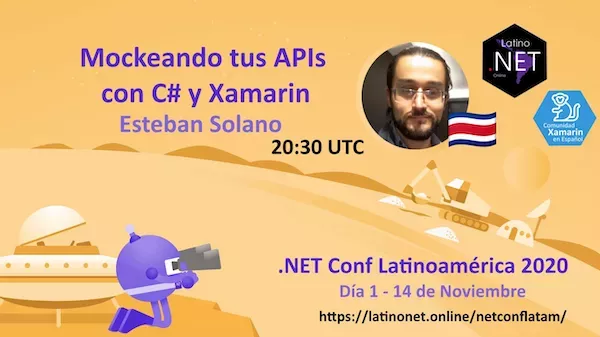 Mockeando tus APIs
con C# y Xamarin
Esteban Solano
20:30 UTC
Latino
.NET
Online
Comunidad
Xamarin
en Español
.NET Conf Latinoamérica 2020
Día 1 - 14 de Noviembre
https://latinonet.online/netconflatam/